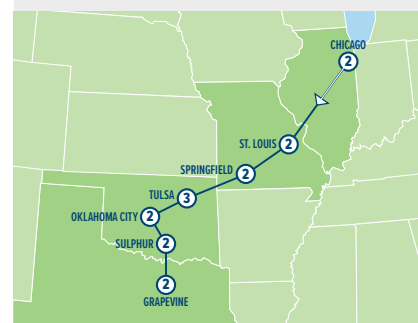 CHICAGO
2
ST. LOUIS
2
SPRINGFIELD
2
TULSA
3
OKLAHOMA CITY
2
SULPHUR
2
2
GRAPEVINE